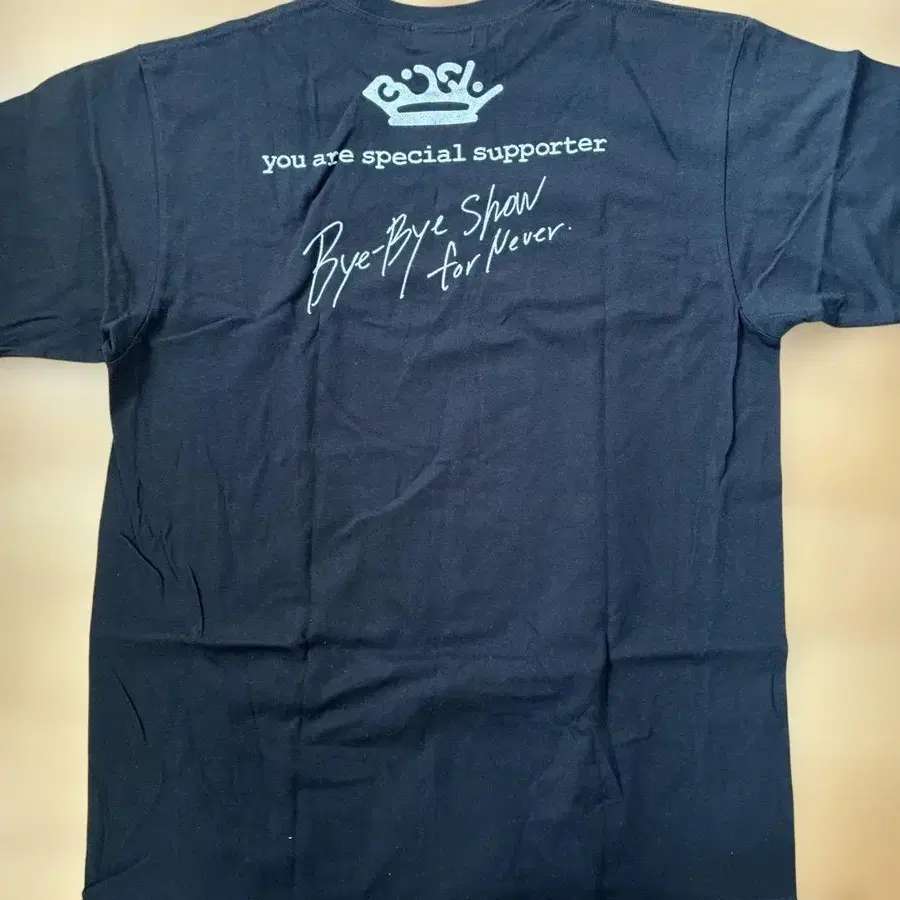 you are special supporter
Bye-Bye Show
for Never.